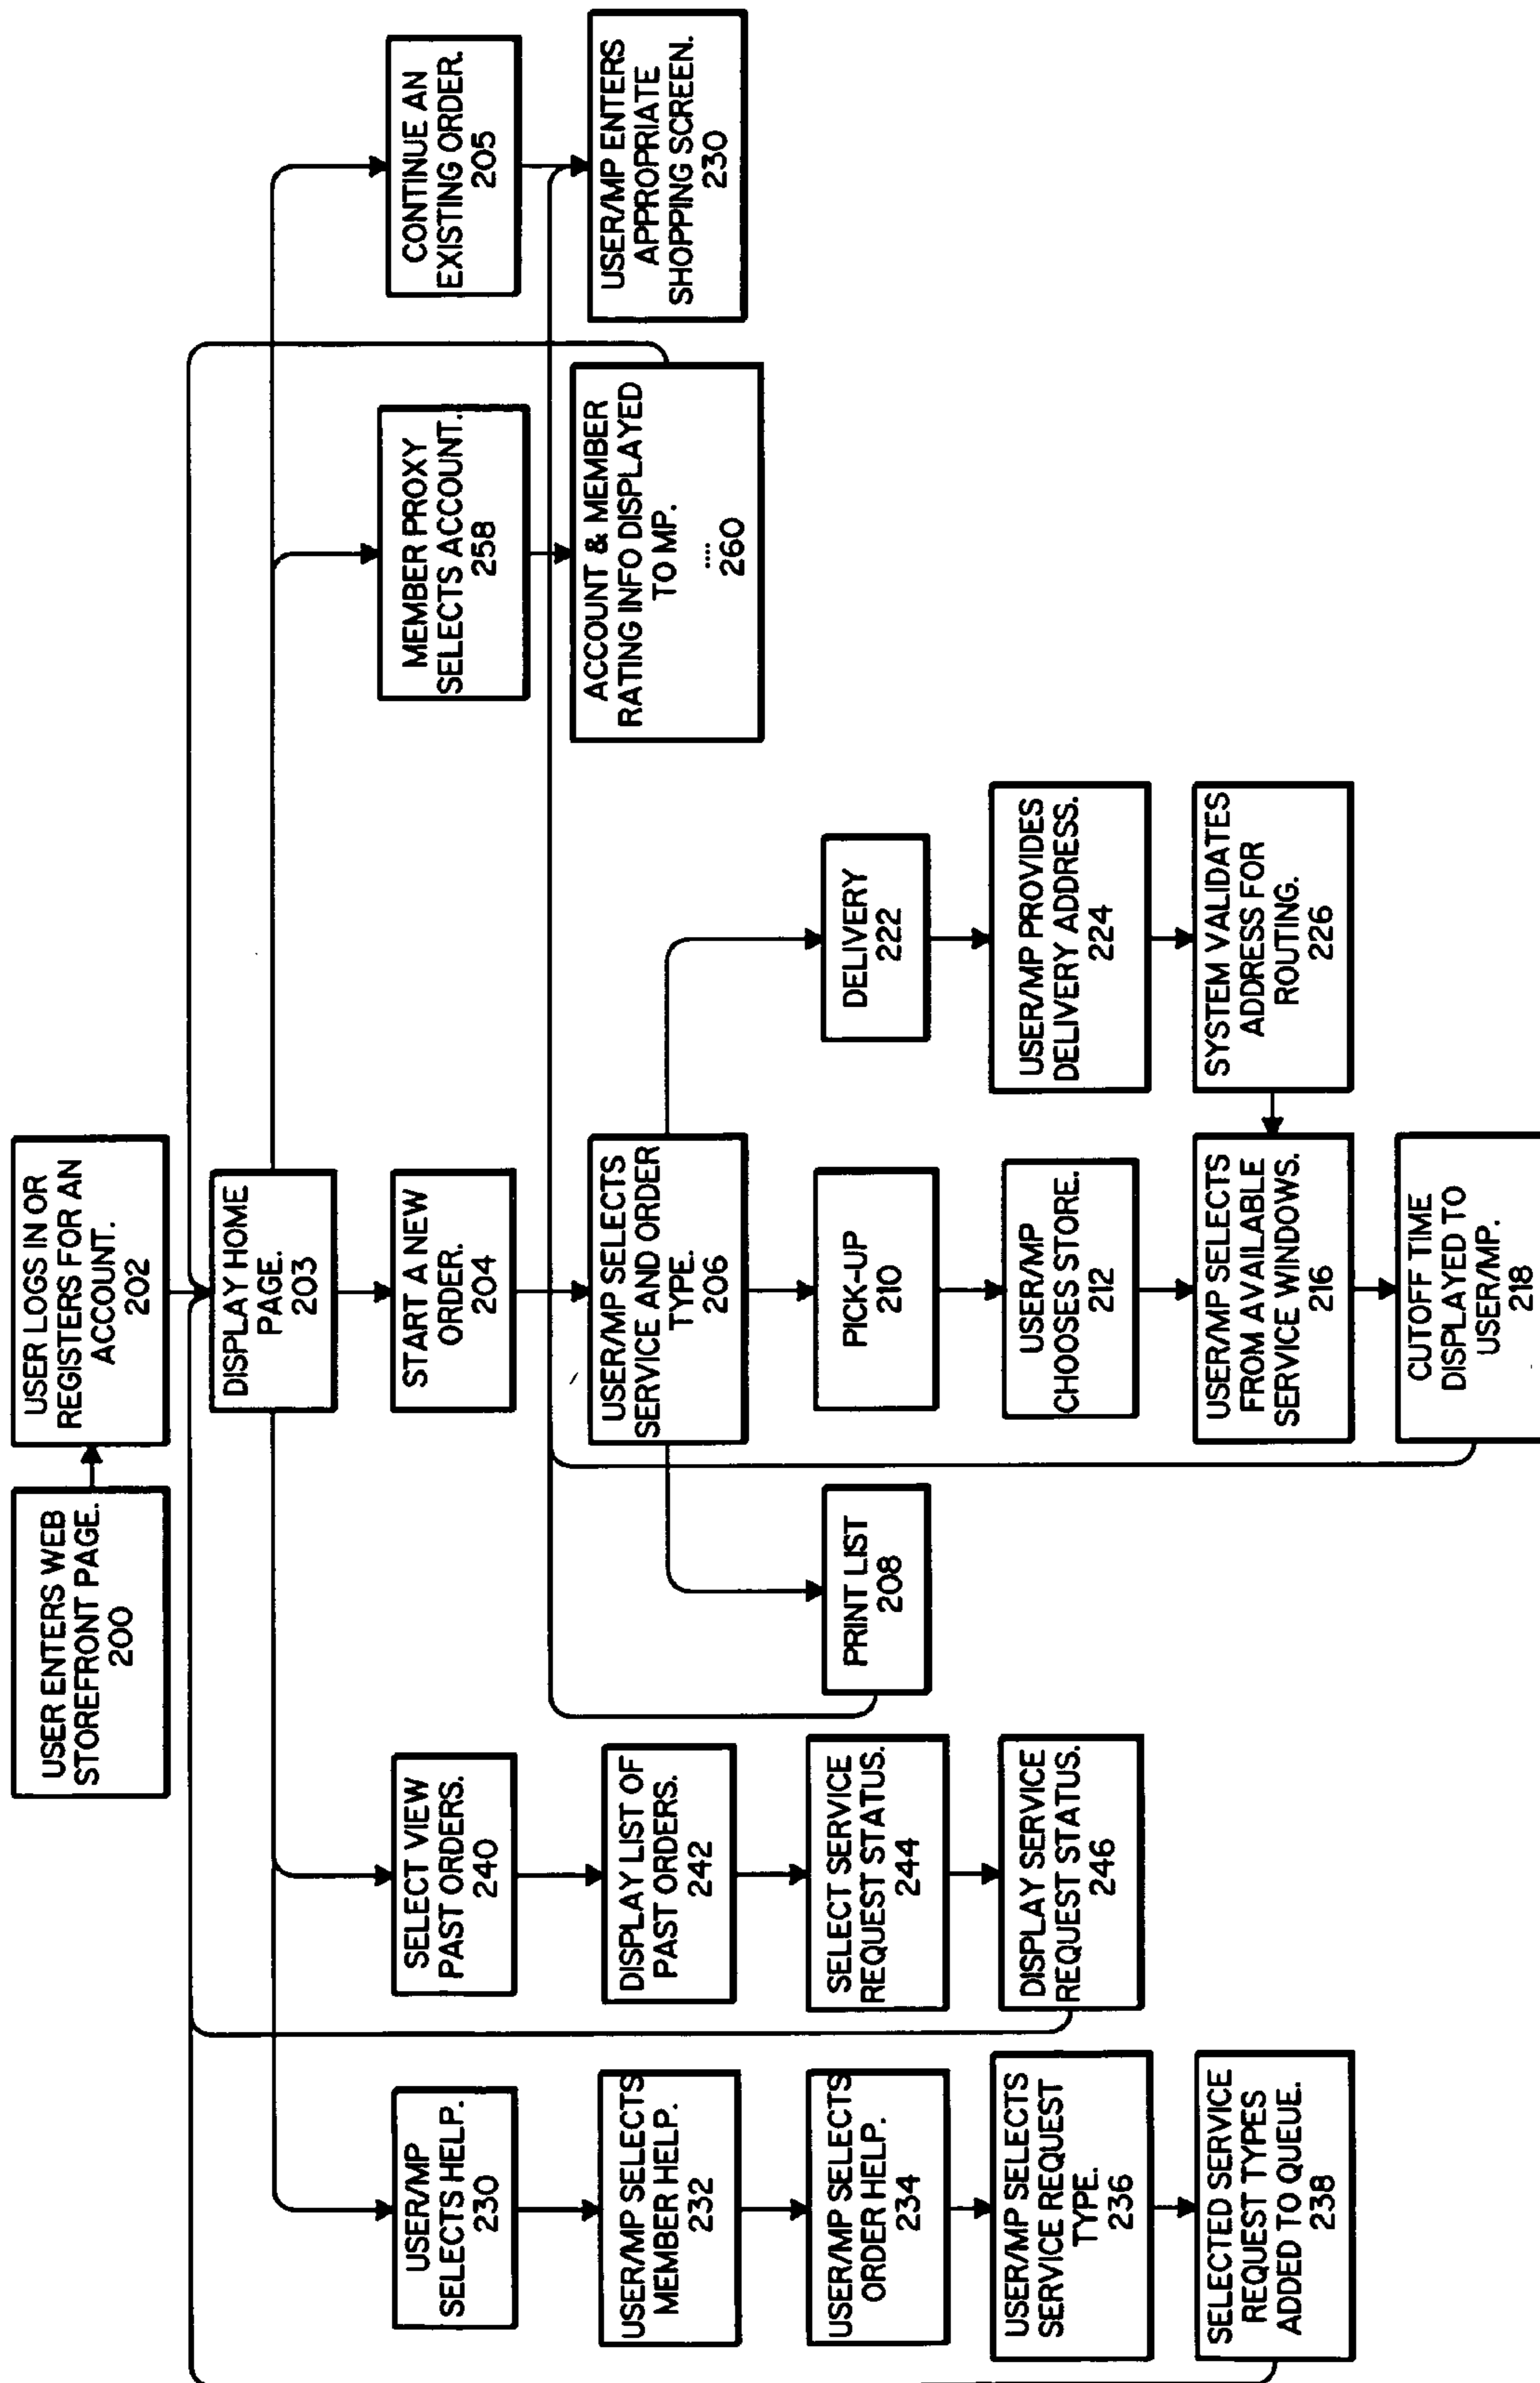 USER ENTERS WEB
STOREFRONT PAGE.
200
USER LOGS IN OR
REGISTERS FOR AN
ACCOUNT.
202
DISPLAY HOME
PAGE.
203
USER/MP
SELECTS HELP.
230
SELECT VIEW
PAST ORDERS.
240
START A NEW
ORDER.
204
MEMBER PROXY
SELECTS ACCOUNT.
258
CONTINUE AN
EXISTING ORDER.
205
USER/MP SELECTS
MEMBER HELP.
232
DISPLAY LIST OF
PAST ORDERS.
242
USER/MP SELECTS
SERVICE AND ORDER
TYPE.
206
ACCOUNT & MEMBER
RATING INFO DISPLAYED
TO MP.
....
260
USER/MP ENTERS
APPROPRIATE
SHOPPING SCREEN.
230
USER/MP SELECTS
ORDER HELP.
234
SELECT SERVICE
REQUEST STATUS.
244
PRINT LIST
208
PICK-UP
210
DELIVERY
222
USER/MP SELECTS
SERVICE REQUEST
TYPE.
236
DISPLAY SERVICE
REQUEST STATUS.
246
USER/MP
CHOOSES STORE.
212
USER/MP PROVIDES
DELIVERY ADDRESS.
224
SELECTED SERVICE
REQUEST TYPES
ADDED TO QUEUE.
238
USER/MP SELECTS
FROM AVAILABLE
SERVICE WINDOWS.
216
SYSTEM VALIDATES
ADDRESS FOR
ROUTING.
226
CUTOFF TIME
DISPLAYED TO
USER/MP.
218